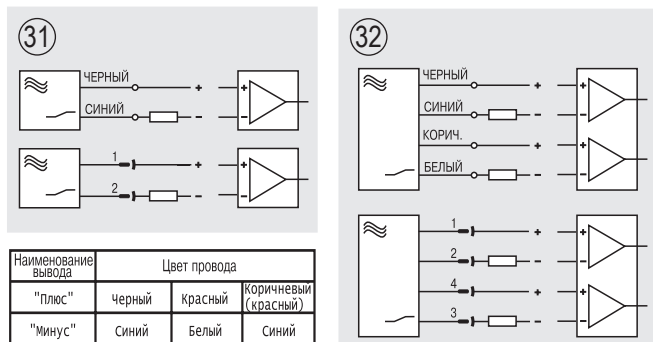 31
ЧЕРНЫЙ
+
+
СИНИЙ
-
-
1
+
+
2
-
-
Наименование вывода
Цвет провода
"Плюс"
Черный
Красный
Коричневый (красный)
"Минус"
Синий
Белый
Синий
32
ЧЕРНЫЙ
+
+
СИНИЙ
-
-
КОРИЧ.
+
+
БЕЛЫЙ
-
-
1
+
+
2
-
-
4
+
+
3
-
-